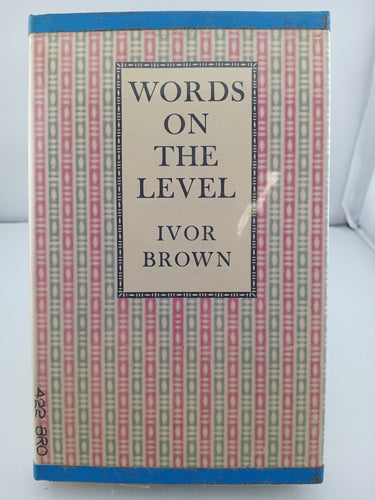 WORDS
ON
THE
LEVEL
IVOR
BROWN
422 BRO